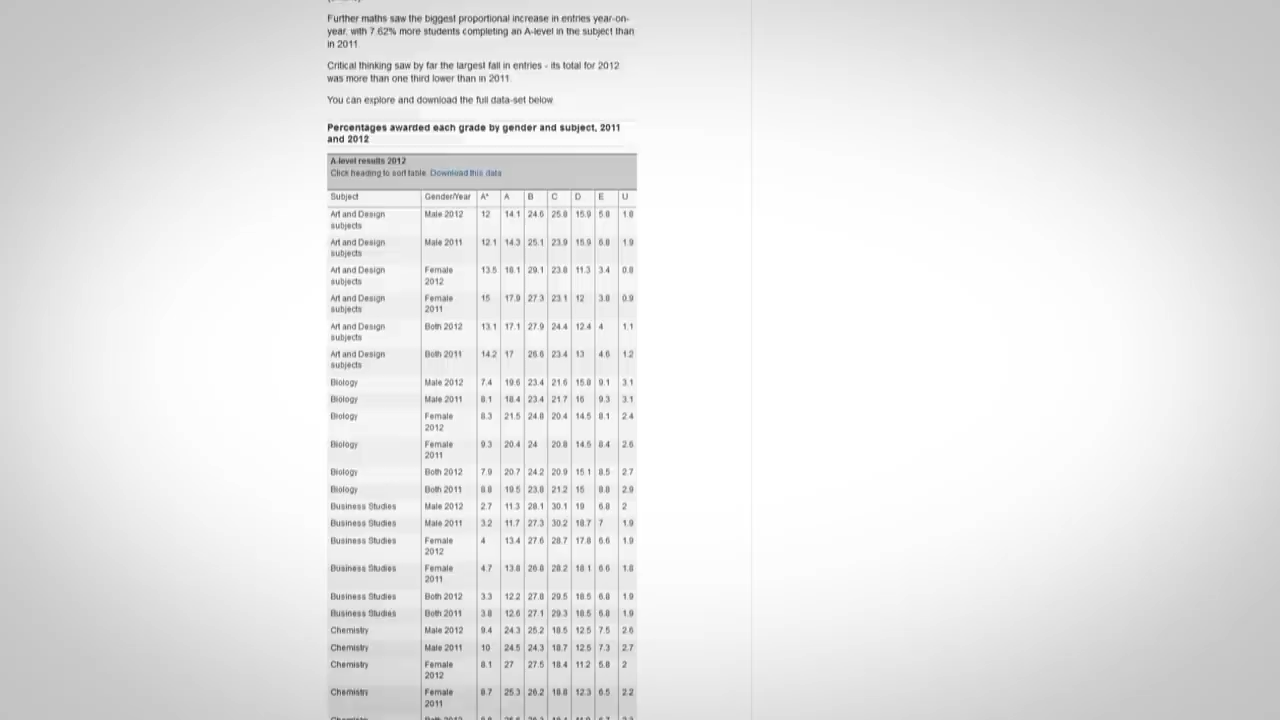 Further maths saw the biggest proportional increase in entries year-on-
year, with 7.62% more students completing an A-level in the subject than
in 2011.
Critical thinking saw by far the largest fall in entries - its total for 2012
was more than one third lower than in 2011.
You can explore and download the full data-set below.
Percentages awarded each grade by gender and subject, 2011
and 2012
A-level results 2012
Click heading to sort table. Download this data
Subject Gender/Year A* A B C D E U
Art and Design Male 2012 12 14.1 24.6 25.8 15.9 5.8 1.8
subjects
Art and Design Male 2011 12.1 14.3 25.1 23.9 15.9 6.8 1.9
subjects
Art and Design Female 13.5 18.1 29.1 23.8 11.3 3.4 0.8
subjects 2012
Art and Design Female 15 17.9 27.3 23.1 12 3.8 0.9
subjects 2011
Art and Design Both 2012 13.1 17.1 27.9 24.4 12.4 4 1.1
subjects
Art and Design Both 2011 14.2 17 26.6 23.4 13 4.6 1.2
subjects
Biology Male 2012 7.4 19.6 23.4 21.6 15.8 9.1 3.1
Biology Male 2011 8.1 18.4 23.4 21.7 16 9.3 3.1
Biology Female 8.3 21.5 24.8 20.4 14.5 8.1 2.4
2012
Biology Female 9.3 20.4 24 20.8 14.5 8.4 2.6
2011
Biology Both 2012 7.9 20.7 24.2 20.9 15.1 8.5 2.7
Biology Both 2011 8.8 19.5 23.8 21.2 15 8.8 2.9
Business Studies Male 2012 2.7 11.3 28.1 30.1 19 6.8 2
Business Studies Male 2011 3.2 11.7 27.3 30.2 18.7 7 1.9
Business Studies Female 4 13.4 27.6 28.7 17.8 6.6 1.9
2012
Business Studies Female 4.7 13.8 26.8 28.2 18.1 6.6 1.8
2011
Business Studies Both 2012 3.3 12.2 27.8 29.5 18.5 6.8 1.9
Business Studies Both 2011 3.8 12.6 27.1 29.3 18.5 6.8 1.9
Chemistry Male 2012 9.4 24.3 25.2 18.5 12.5 7.5 2.6
Chemistry Male 2011 10 24.5 24.3 18.7 12.5 7.3 2.7
Chemistry Female 8.1 27 27.5 18.4 11.2 5.8 2
2012
Chemistry Female 8.7 25.3 26.2 18.8 12.3 6.5 2.2
2011